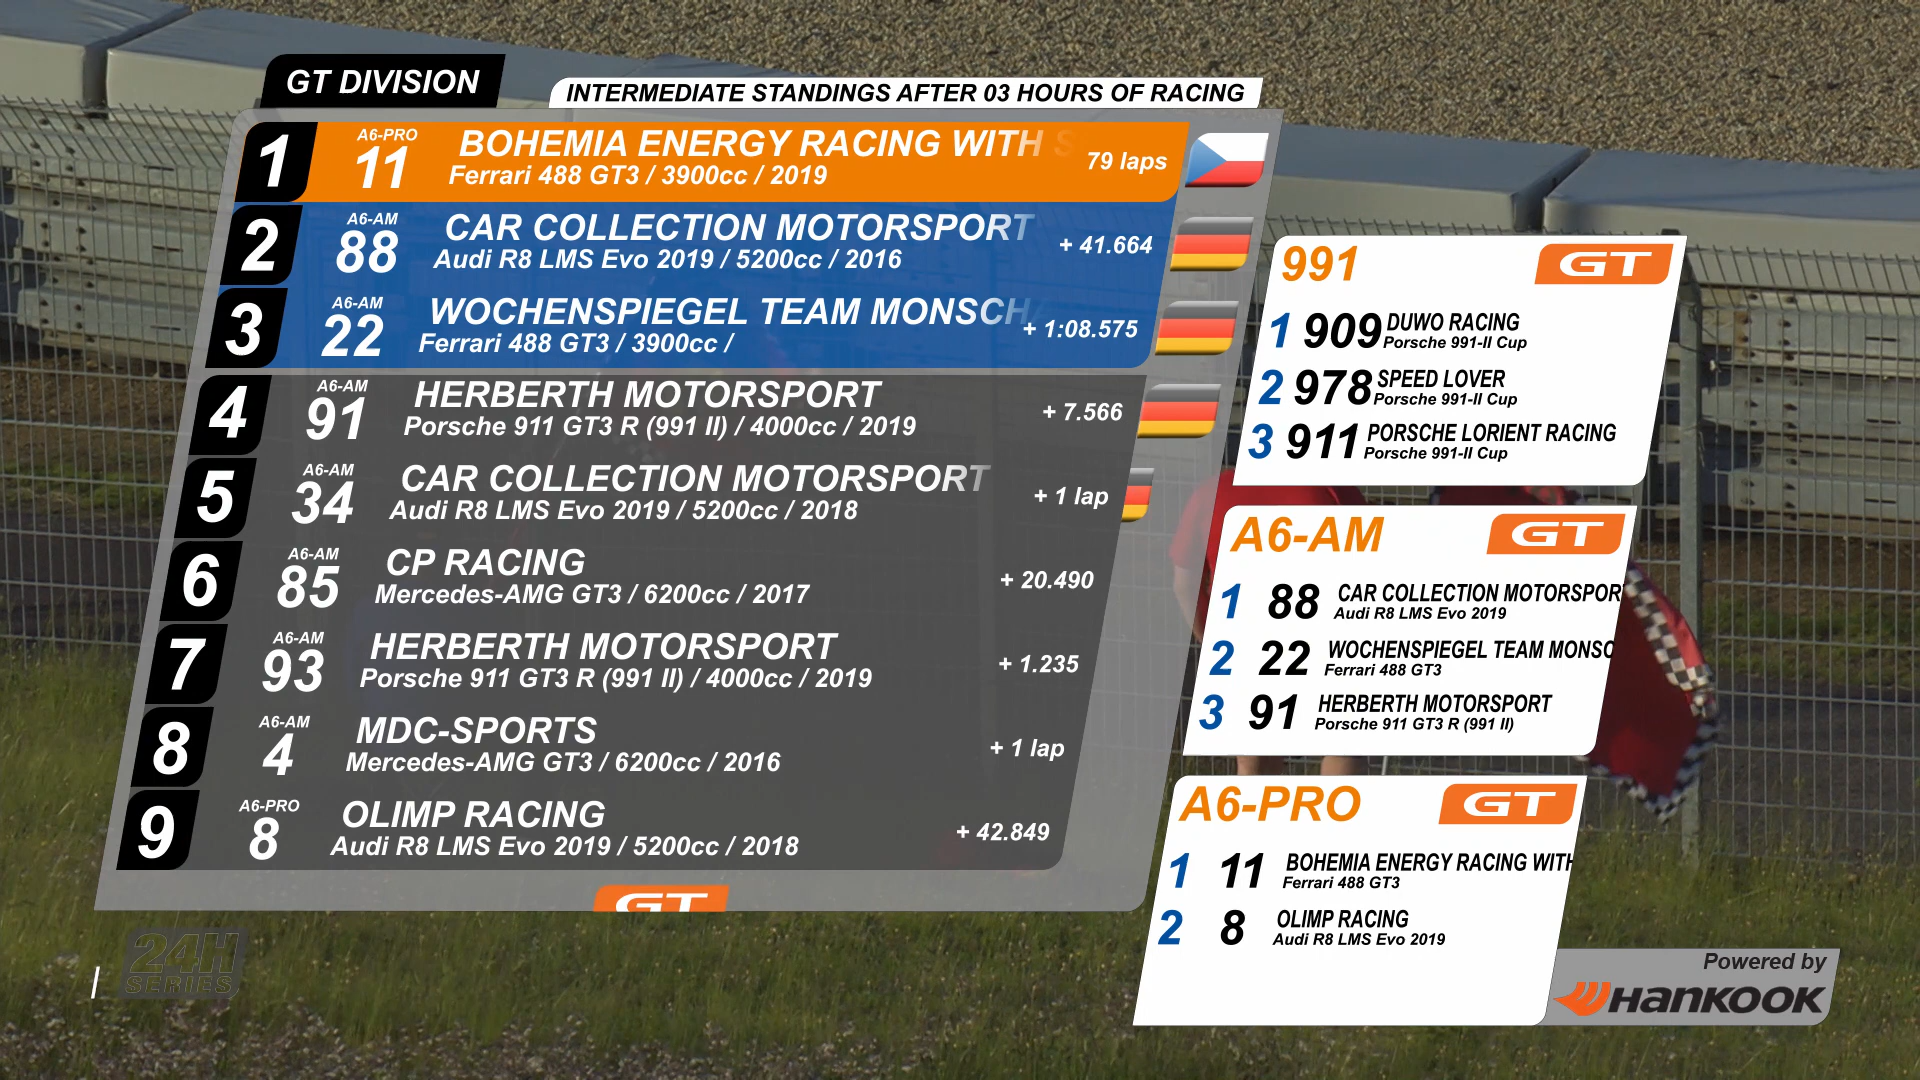 GT DIVISION
INTERMEDIATE STANDINGS AFTER 03 HOURS OF RACING
1 A6-PRO 11 BOHEMIA ENERGY RACING WITH S 79 laps
Ferrari 488 GT3 / 3900cc / 2019
2 A6-AM 88 CAR COLLECTION MOTORSPORT + 41.664
Audi R8 LMS Evo 2019 / 5200cc / 2016
3 A6-AM 22 WOCHENSPIEGEL TEAM MONSCH + 1:08.575
Ferrari 488 GT3 / 3900cc /
4 A6-AM 91 HERBERTH MOTORSPORT + 7.566
Porsche 911 GT3 R (991 II) / 4000cc / 2019
5 A6-AM 34 CAR COLLECTION MOTORSPORT + 1 lap
Audi R8 LMS Evo 2019 / 5200cc / 2018
6 A6-AM 85 CP RACING + 20.490
Mercedes-AMG GT3 / 6200cc / 2017
7 A6-AM 93 HERBERTH MOTORSPORT + 1.235
Porsche 911 GT3 R (991 II) / 4000cc / 2019
8 A6-AM 4 MDC-SPORTS + 1 lap
Mercedes-AMG GT3 / 6200cc / 2016
9 A6-PRO 8 OLIMP RACING + 42.849
Audi R8 LMS Evo 2019 / 5200cc / 2018
GT
24H
SERIES
991 GT
1 909 DUWO RACING
Porsche 991-II Cup
2 978 SPEED LOVER
Porsche 991-II Cup
3 911 PORSCHE LORIENT RACING
Porsche 991-II Cup
A6-AM GT
1 88 CAR COLLECTION MOTORSPOR
Audi R8 LMS Evo 2019
2 22 WOCHENSPIEGEL TEAM MONSC
Ferrari 488 GT3
3 91 HERBERTH MOTORSPORT
Porsche 911 GT3 R (991 II)
A6-PRO GT
1 11 BOHEMIA ENERGY RACING WITH
Ferrari 488 GT3
2 8 OLIMP RACING
Audi R8 LMS Evo 2019
Powered by
HANKOOK